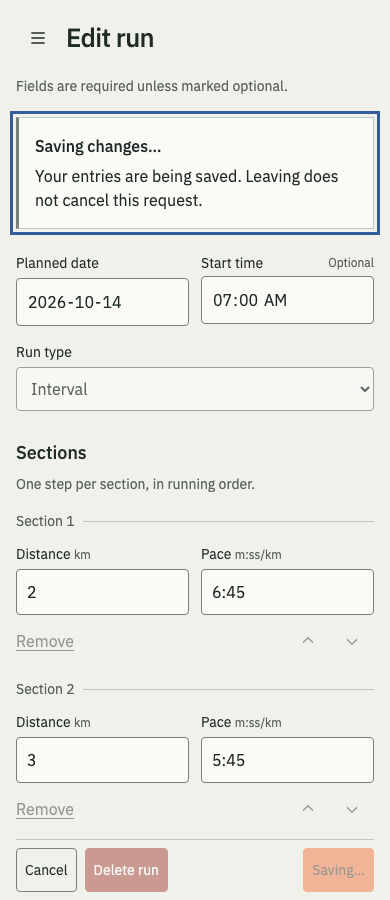 Edit run
Fields are required unless marked optional.
Saving changes...
Your entries are being saved. Leaving does
not cancel this request.
Planned date
Start time Optional
2026-10-14
07:00 AM
Run type
Interval
Sections
One step per section, in running order.
Section 1
Distance km
Pace m:ss/km
2
6:45
Remove
Section 2
Distance km
Pace m:ss/km
3
5:45
Remove
Cancel
Delete run
Saving...